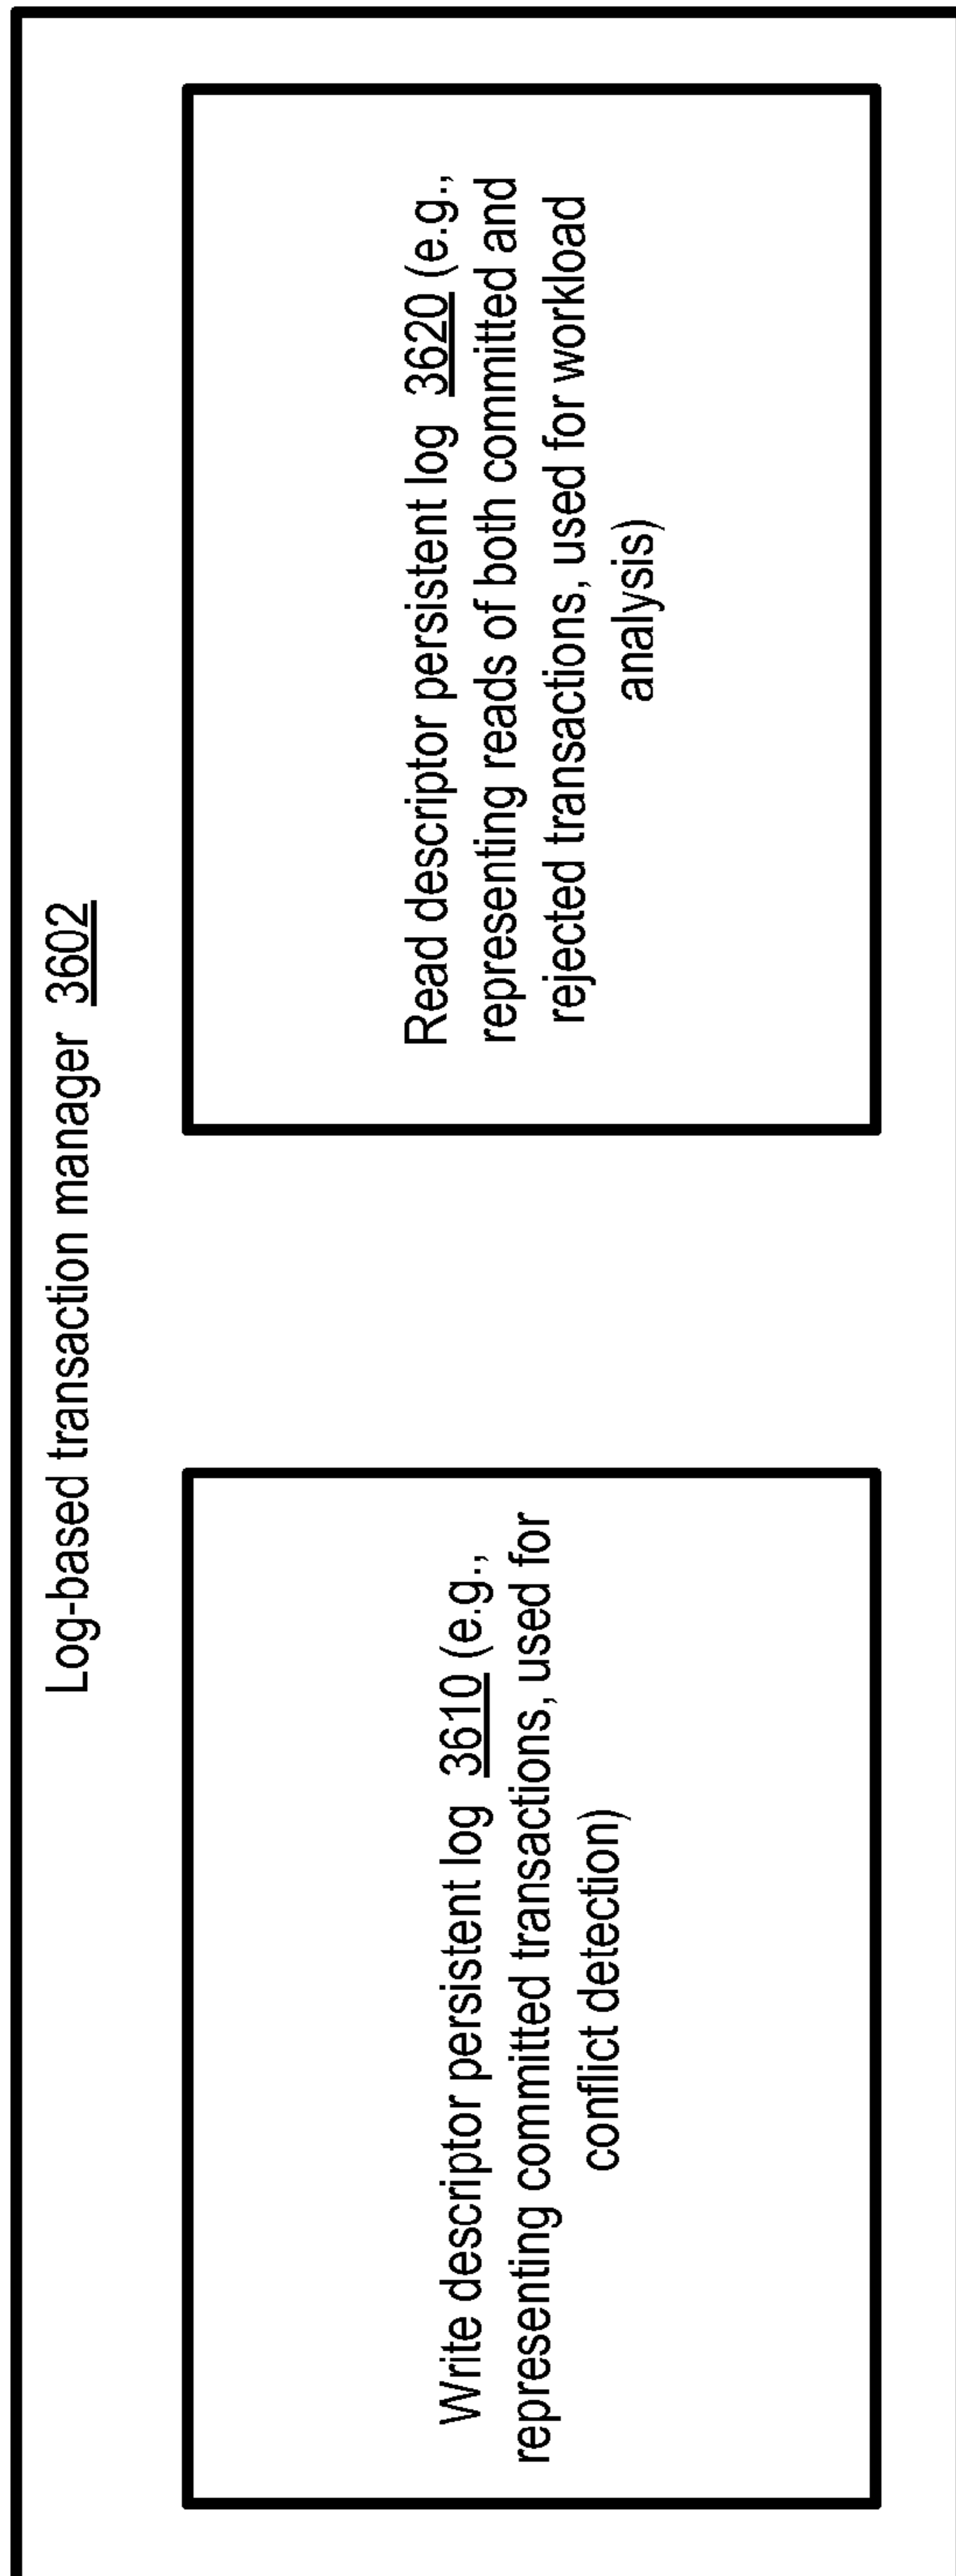 Log-based transaction manager 3602
Write descriptor persistent log 3610 (e.g.,
representing committed transactions, used for
conflict detection)
Read descriptor persistent log 3620 (e.g.,
representing reads of both committed and
rejected transactions, used for workload
analysis)